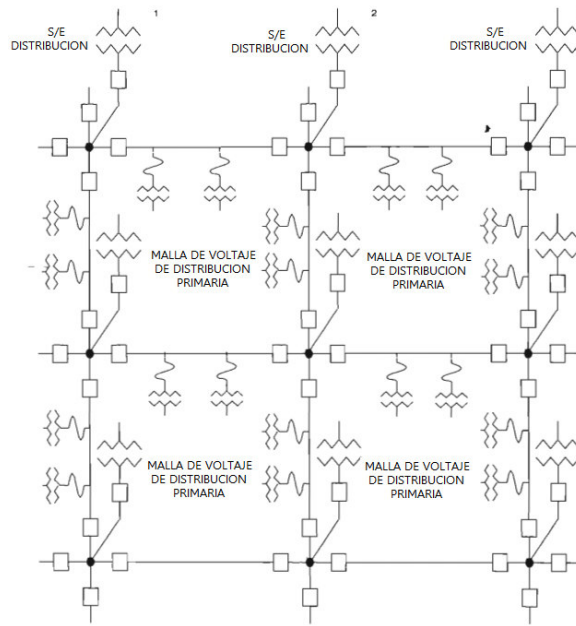 1
2
S/E
DISTRIBUCION
S/E
DISTRIBUCION
S/E
DISTRIBUCION
MALLA DE VOLTAJE
DE DISTRIBUCION
PRIMARIA
MALLA DE VOLTAJE
DE DISTRIBUCION
PRIMARIA
MALLA DE VOLTAJE
DE DISTRIBUCION
PRIMARIA
MALLA DE VOLTAJE
DE DISTRIBUCION
PRIMARIA